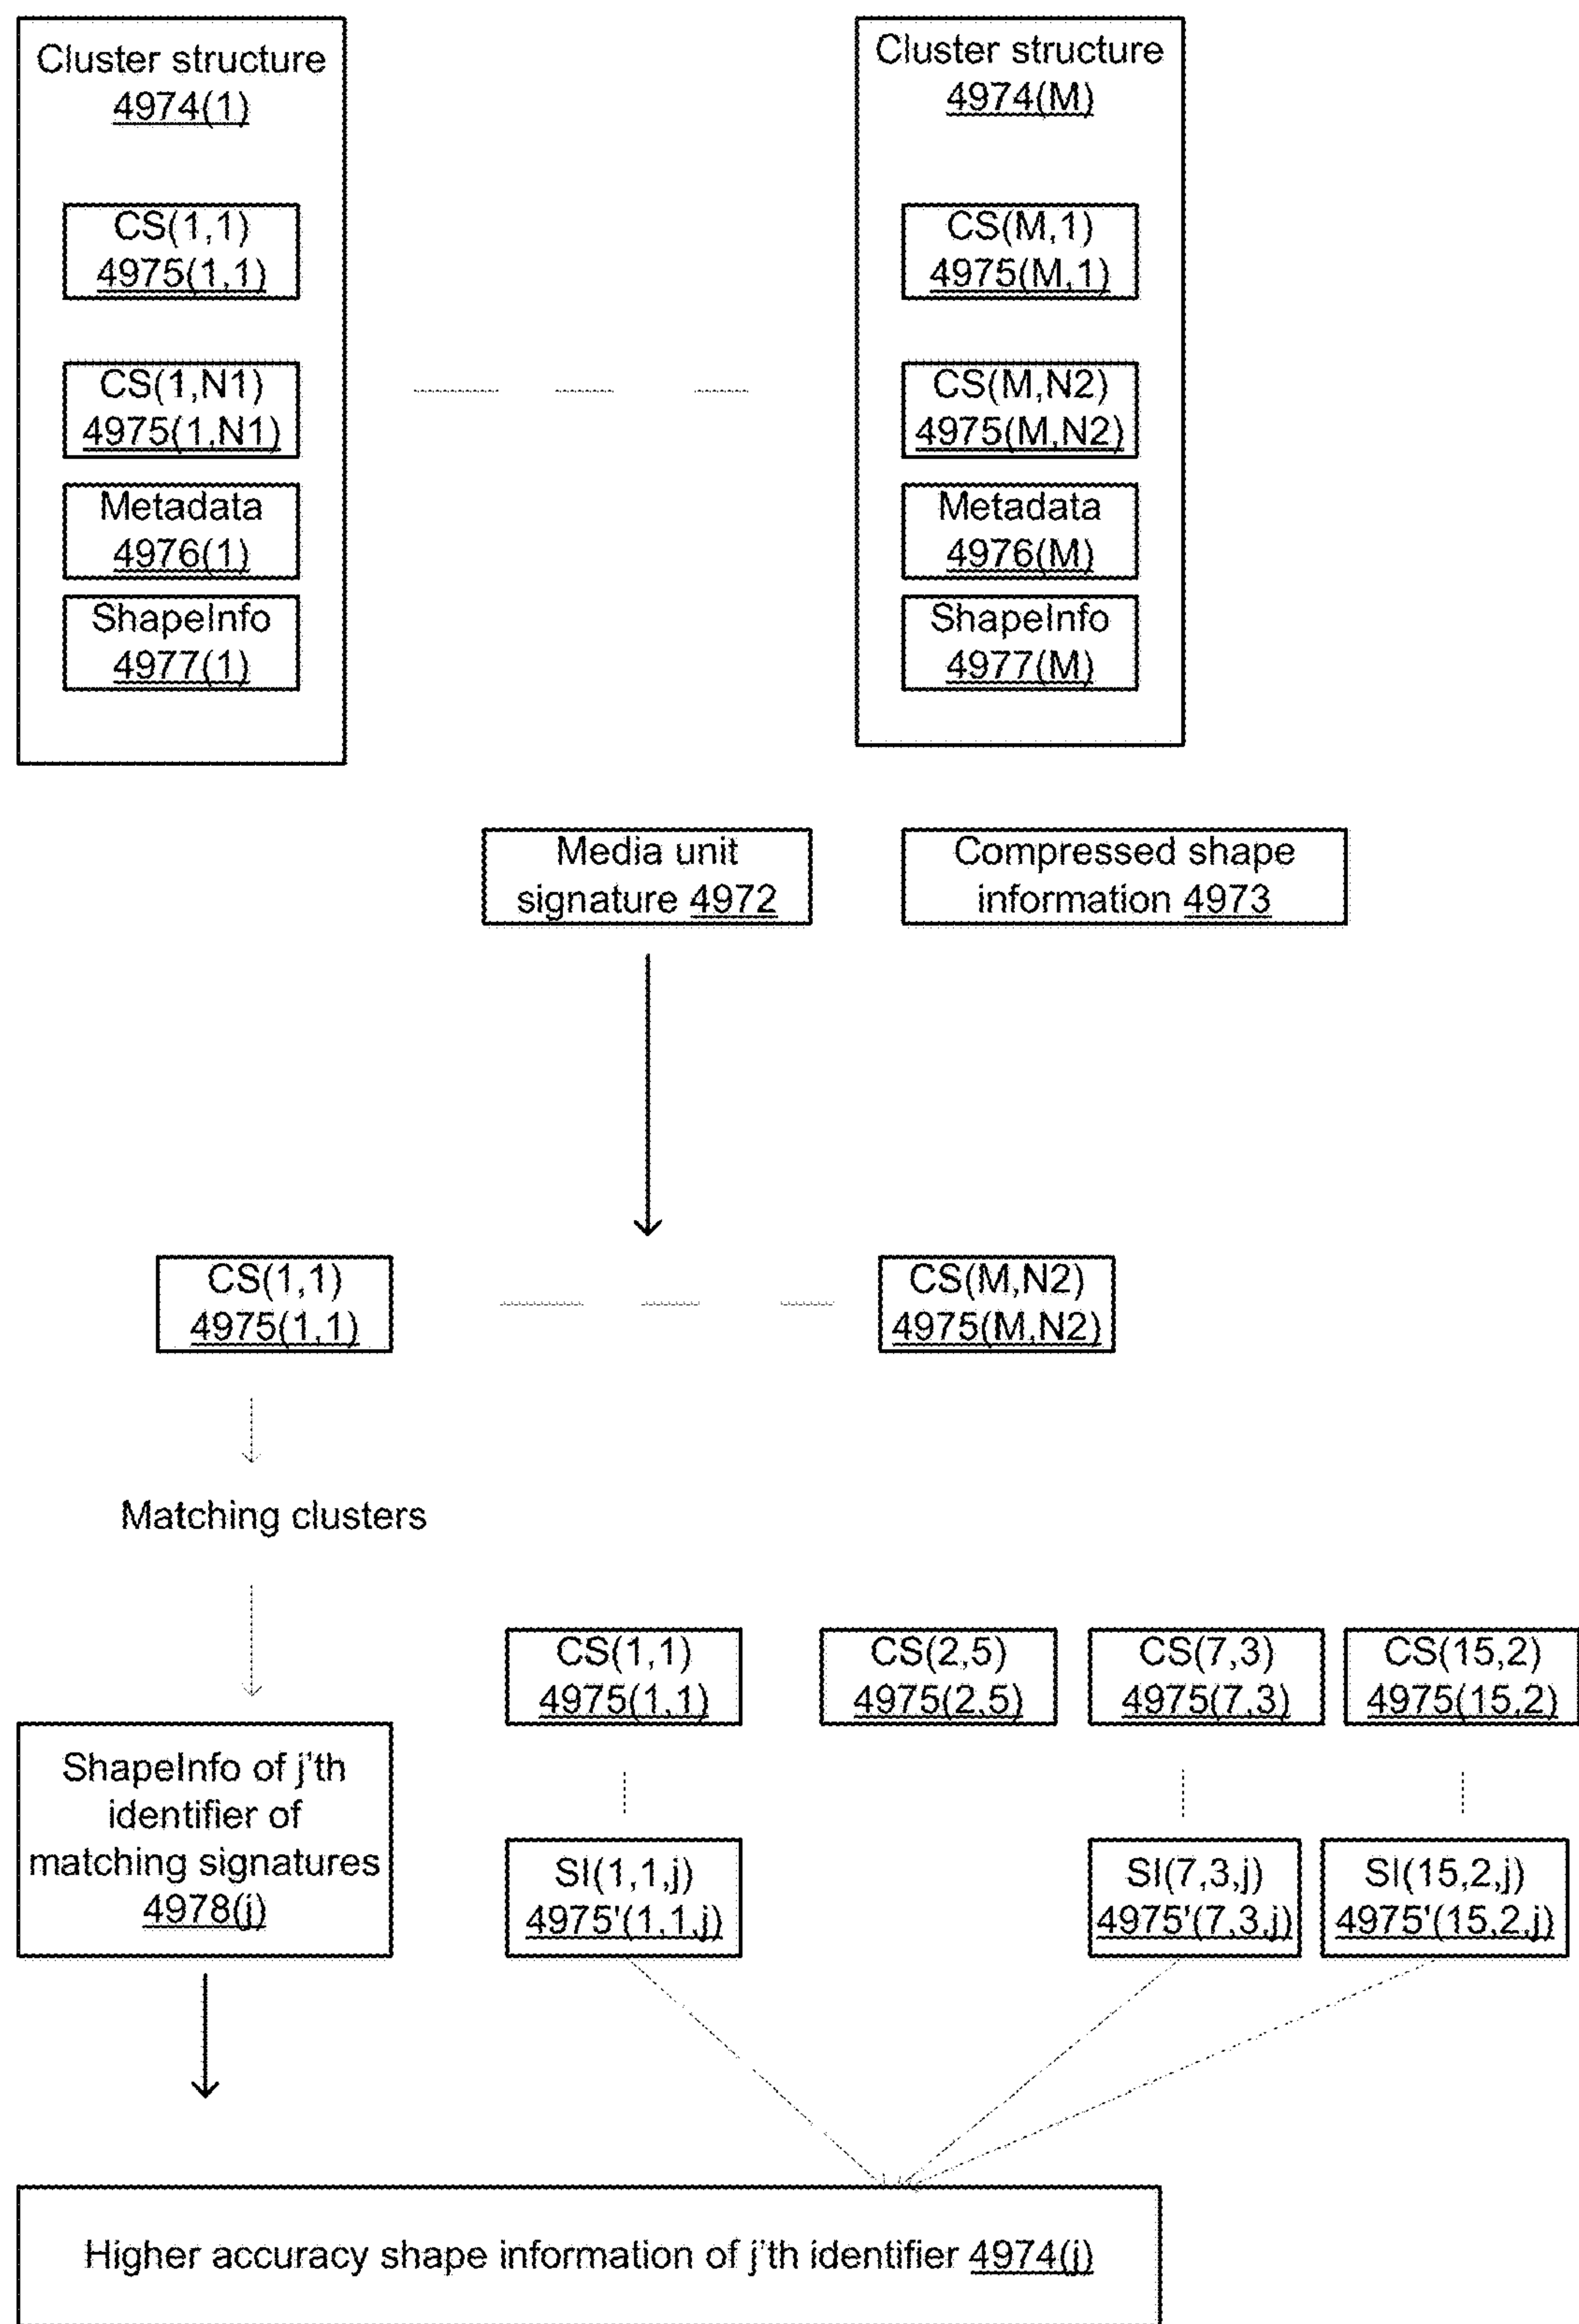 Cluster structure
4974(1)
CS(1,1)
4975(1,1)
CS(1,N1)
4975(1,N1)
Metadata
4976(1)
ShapeInfo
4977(1)
Cluster structure
4974(M)
CS(M,1)
4975(M,1)
CS(M,N2)
4975(M,N2)
Metadata
4976(M)
ShapeInfo
4977(M)
Media unit
signature 4972
Compressed shape
information 4973
CS(1,1)
4975(1,1)
CS(M,N2)
4975(M,N2)
Matching clusters
CS(1,1)
4975(1,1)
CS(2,5)
4975(2,5)
CS(7,3)
4975(7,3)
CS(15,2)
4975(15,2)
ShapeInfo of j'th
identifier of
matching signatures
4978(j)
SI(1,1,j)
4975'(1,1,j)
SI(7,3,j)
4975'(7,3,j)
SI(15,2,j)
4975'(15,2,j)
Higher accuracy shape information of j'th identifier 4974(j)